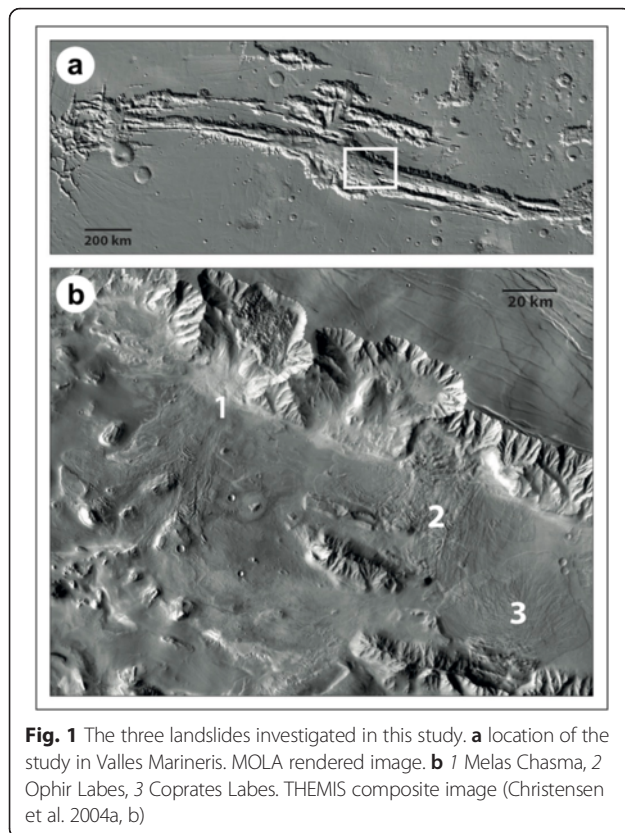 a
200 km
b
20 km
1
2
3
Fig. 1 The three landslides investigated in this study. a location of the
study in Valles Marineris. MOLA rendered image. b 1 Melas Chasma, 2
Ophir Labes, 3 Coprates Labes. THEMIS composite image (Christensen
et al. 2004a, b)